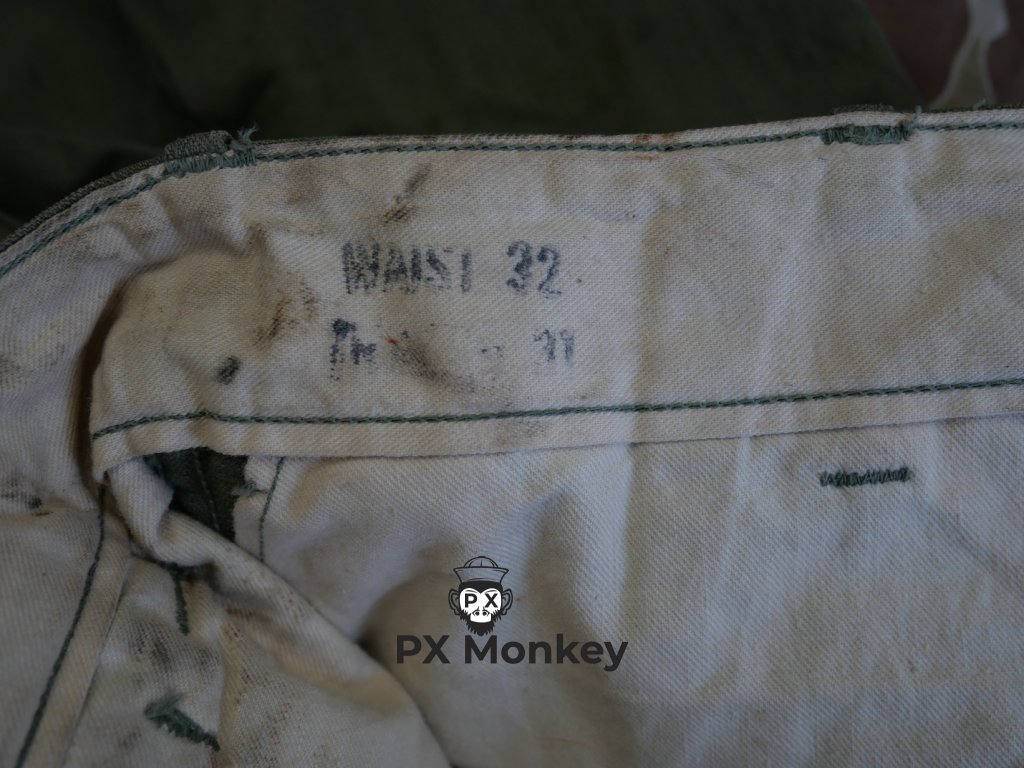 WAIST 32
31
PX
PX Monkey